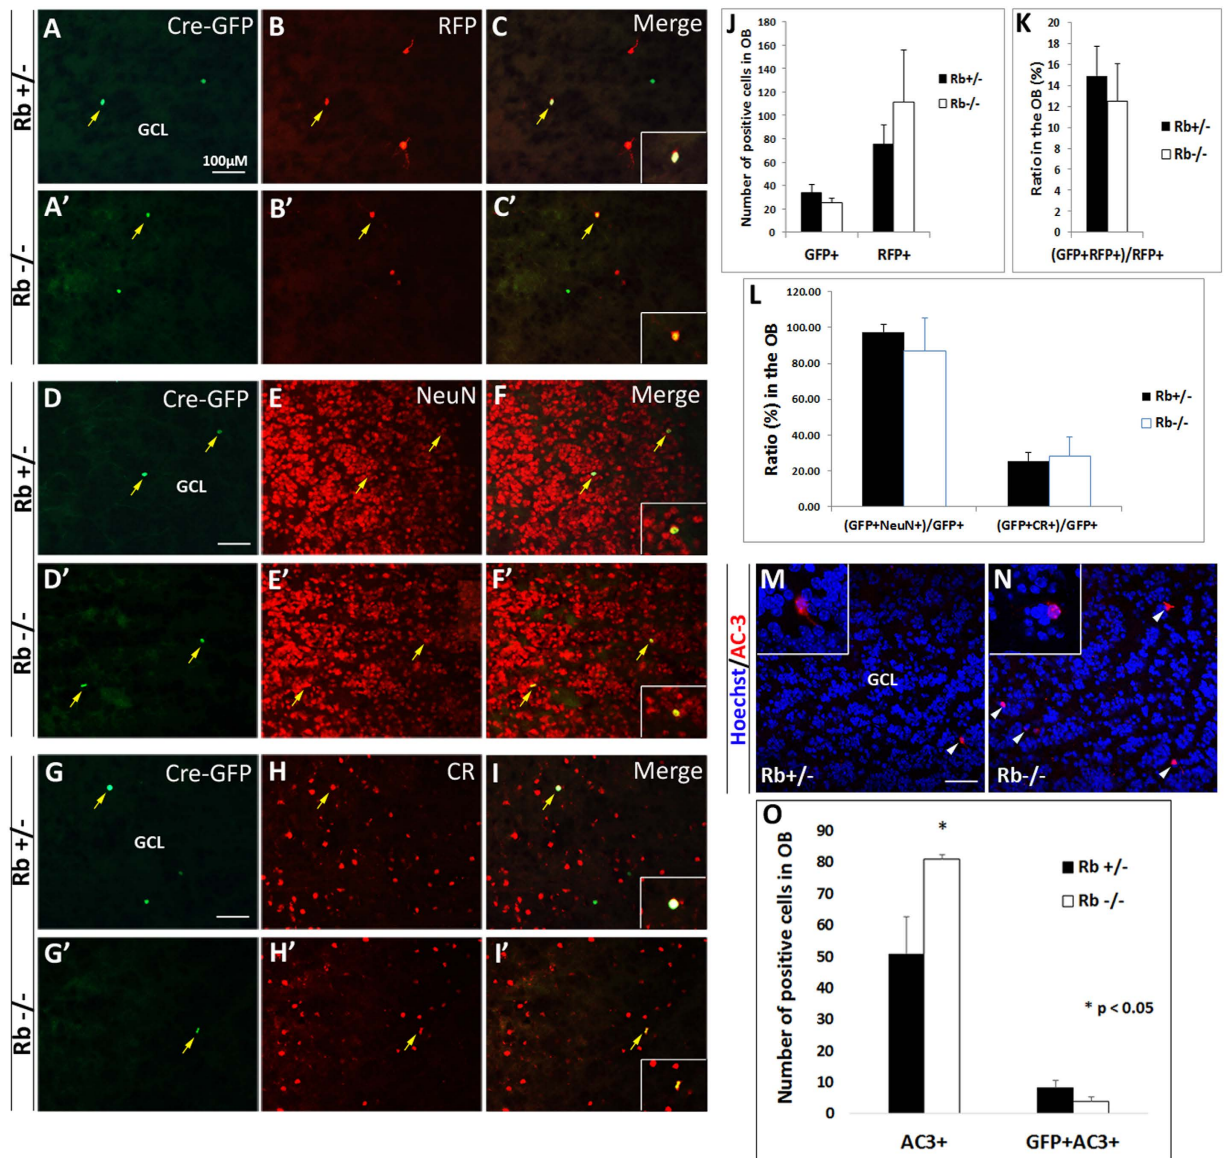 A Cre-GFP B RFP C Merge
Rb +/-
GCL
100µM
A’ B’ C’
Rb -/-
D Cre-GFP E NeuN F Merge
Rb +/-
GCL
D’ E’ F’
Rb -/-
G Cre-GFP H CR I Merge
Rb +/-
GCL
G’ H’ I’
Rb -/-
J
Number of positive cells in OB
180
160
140
120
100
80
60
40
20
0
GFP+ RFP+
Rb+/-
Rb-/-
K
Ratio in the OB (%)
20
18
16
14
12
10
8
6
4
2
0
(GFP+RFP+)/RFP+
Rb+/-
Rb-/-
L
Ratio (%) in the OB
120.00
100.00
80.00
60.00
40.00
20.00
0.00
(GFP+NeuN+)/GFP+ (GFP+CR+)/GFP+
Rb+/-
Rb-/-
Hoechst/AC-3
M N
GCL
Rb+/- Rb-/-
O
Number of positive cells in OB
90
80
70
60
50
40
30
20
10
0
*
Rb +/-
Rb -/-
* p < 0.05
AC3+ GFP+AC3+